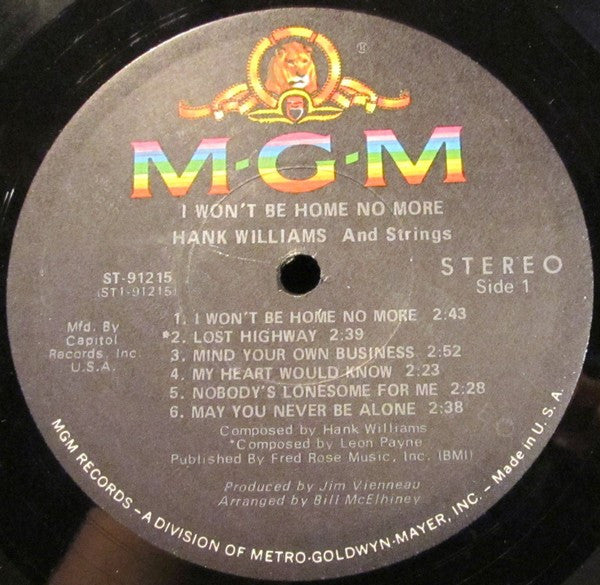 ®
M·G·M
I WON'T BE HOME NO MORE
HANK WILLIAMS And Strings
ST-91215
(ST1-91215)
STEREO
Side 1
Mfd. By
Capitol
Records, Inc.
U.S.A.
1. I WON'T BE HOME NO MORE 2:43
*2. LOST HIGHWAY 2:39
3. MIND YOUR OWN BUSINESS 2:52
4. MY HEART WOULD KNOW 2:23
5. NOBODY'S LONESOME FOR ME 2:28
6. MAY YOU NEVER BE ALONE 2:38
Composed by Hank Williams
*Composed by Leon Payne
Published By Fred Rose Music, Inc. (BMI)
Produced by Jim Vienneau
Arranged by Bill McElhiney
MGM RECORDS – A DIVISION OF METRO-GOLDWYN-MAYER, INC. – Made in U.S.A.